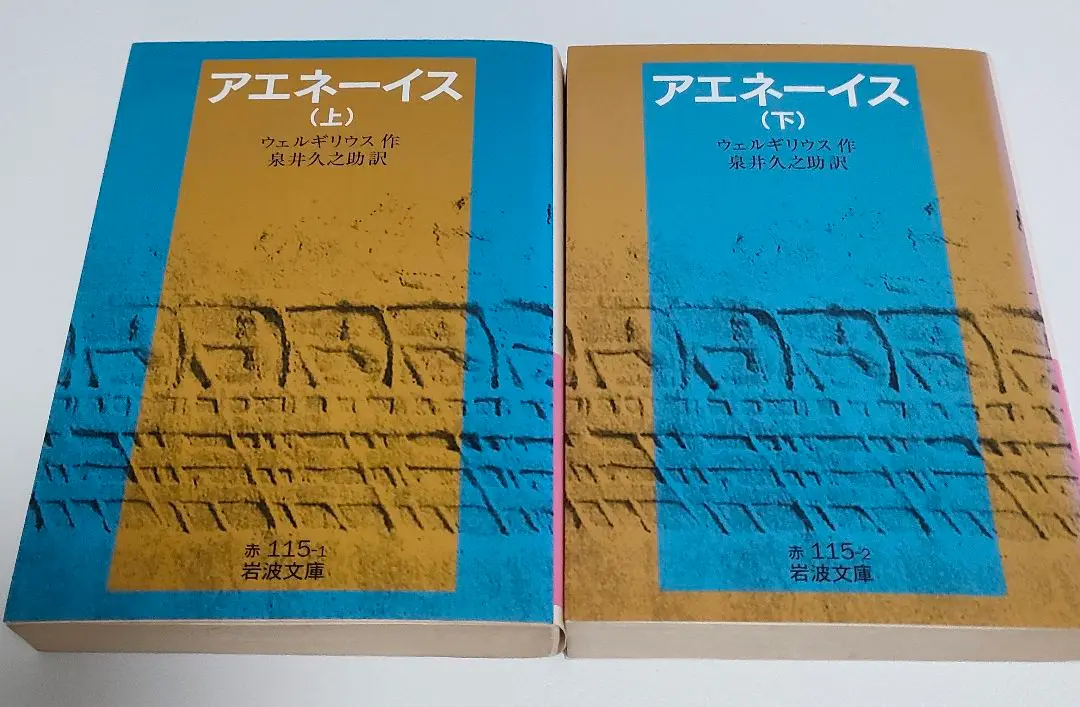 アエネーイス
(上)
ウェルギリウス 作
泉井久之助 訳
赤 115-1
岩波文庫
アエネーイス
(下)
ウェルギリウス 作
泉井久之助 訳
赤 115-2
岩波文庫